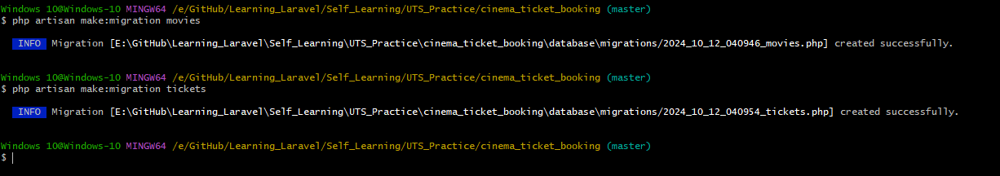 Windows 10@Windows-10 MINGW64 /e/GitHub/Learning_Laravel/Self_Learning/UTS_Practice/cinema_ticket_booking (master)
$ php artisan make:migration movies
INFO Migration [E:\GitHub\Learning_Laravel\Self_Learning\UTS_Practice\cinema_ticket_booking\database\migrations/2024_10_12_040946_movies.php] created successfully.
Windows 10@Windows-10 MINGW64 /e/GitHub/Learning_Laravel/Self_Learning/UTS_Practice/cinema_ticket_booking (master)
$ php artisan make:migration tickets
INFO Migration [E:\GitHub\Learning_Laravel\Self_Learning\UTS_Practice\cinema_ticket_booking\database\migrations/2024_10_12_040954_tickets.php] created successfully.
Windows 10@Windows-10 MINGW64 /e/GitHub/Learning_Laravel/Self_Learning/UTS_Practice/cinema_ticket_booking (master)
$